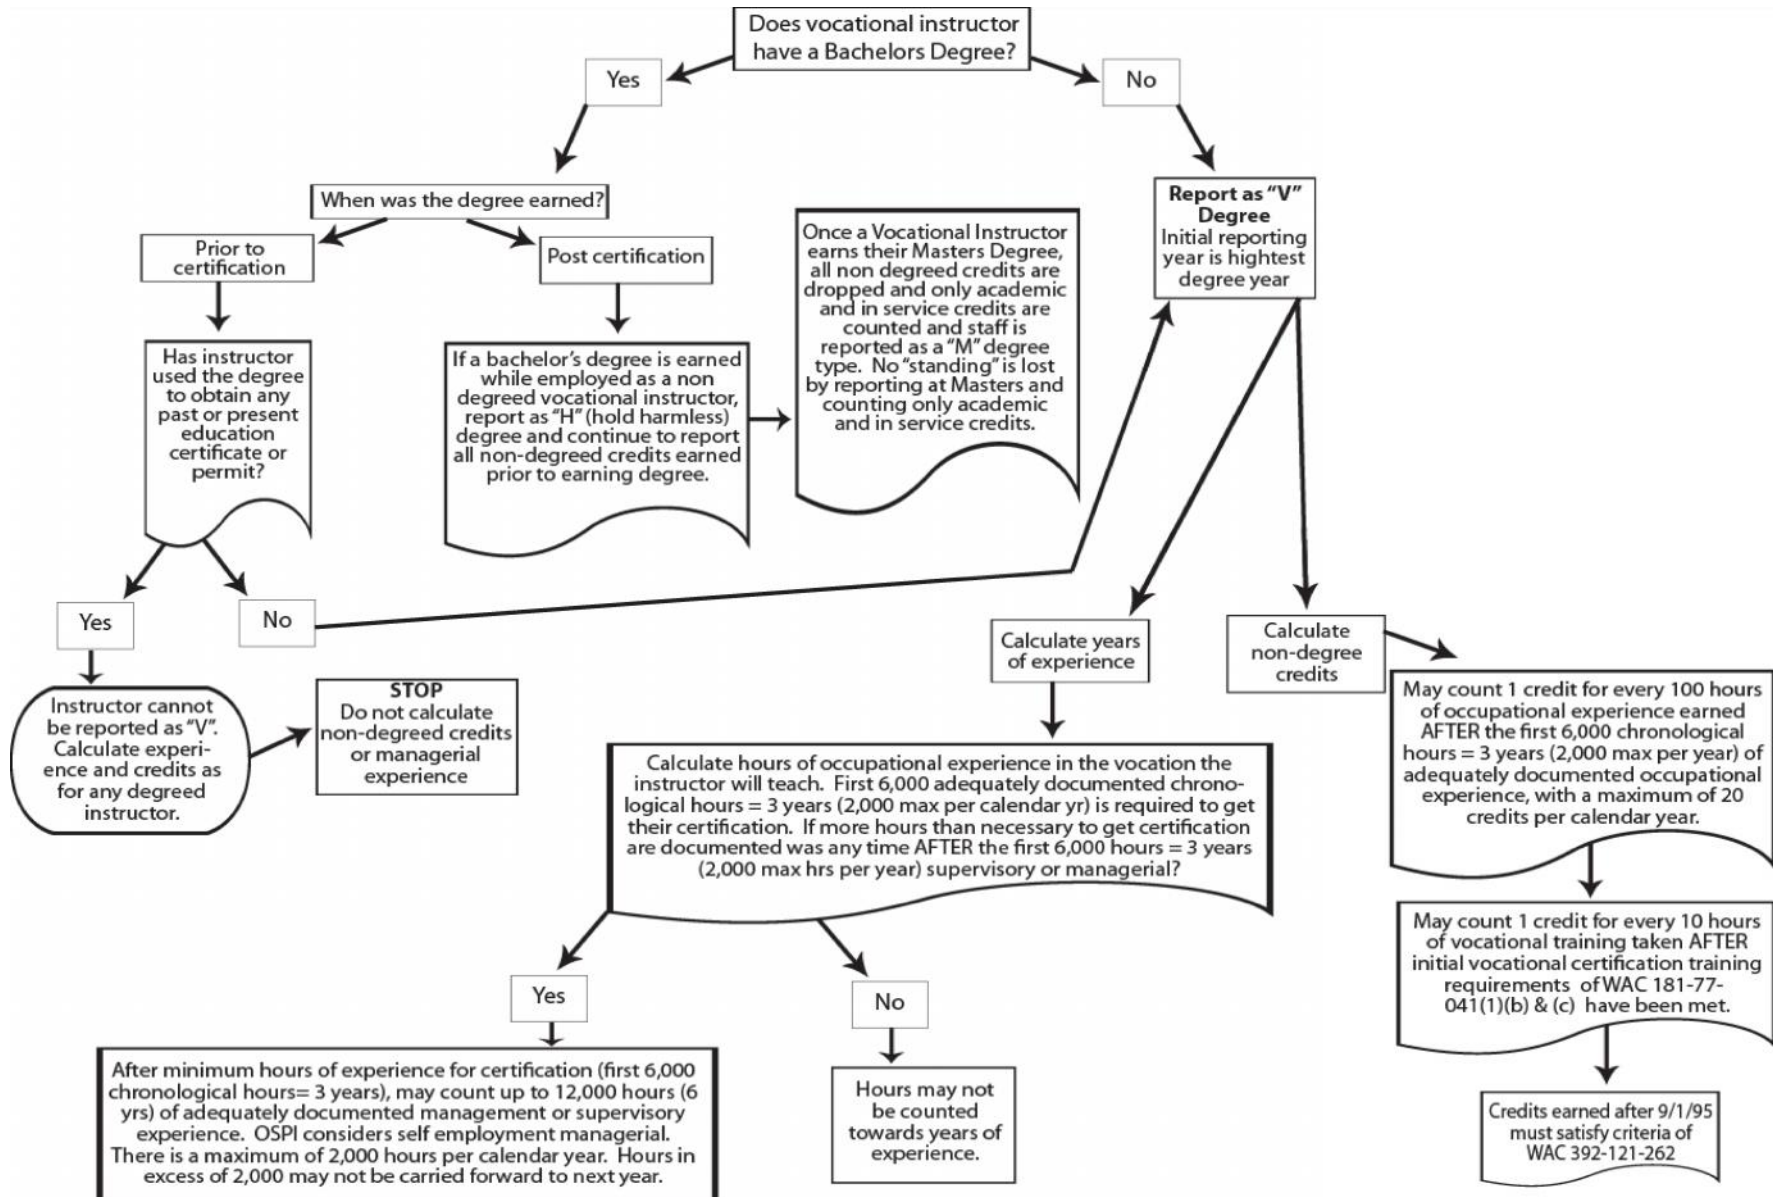 Does vocational instructor
have a Bachelors Degree?
Yes
No
When was the degree earned?
Prior to
certification
Post certification
Has instructor
used the degree
to obtain any
past or present
education
certificate or
permit?
If a bachelor's degree is earned
while employed as a non
degreed vocational instructor,
report as "H" (hold harmless)
degree and continue to report
all non-degreed credits earned
prior to earning degree.
Once a Vocational Instructor
earns their Masters Degree,
all non degreed credits are
dropped and only academic
and in service credits are
counted and staff is
reported as a "M" degree
type. No "standing" is lost
by reporting at Masters and
counting only academic
and in service credits.
Report as "V"
Degree
Initial reporting
year is hightest
degree year
Yes
No
Instructor cannot
be reported as "V".
Calculate experi-
ence and credits as
for any degreed
instructor.
STOP
Do not calculate
non-degreed credits
or managerial
experience
Calculate years
of experience
Calculate
non-degree
credits
Calculate hours of occupational experience in the vocation the
instructor will teach. First 6,000 adequately documented chrono-
logical hours = 3 years (2,000 max per calendar yr) is required to get
their certification. If more hours than necessary to get certification
are documented was any time AFTER the first 6,000 hours = 3 years
(2,000 max hrs per year) supervisory or managerial?
May count 1 credit for every 100 hours
of occupational experience earned
AFTER the first 6,000 chronological
hours = 3 years (2,000 max per year) of
adequately documented occupational
experience, with a maximum of 20
credits per calendar year.
May count 1 credit for every 10 hours
of vocational training taken AFTER
initial vocational certification training
requirements of WAC 181-77-
041(1)(b) & (c) have been met.
Credits earned after 9/1/95
must satisfy criteria of
WAC 392-121-262
Yes
No
After minimum hours of experience for certification (first 6,000
chronological hours= 3 years), may count up to 12,000 hours (6
yrs) of adequately documented management or supervisory
experience. OSPI considers self employment managerial.
There is a maximum of 2,000 hours per calendar year. Hours in
excess of 2,000 may not be carried forward to next year.
Hours may not
be counted
towards years of
experience.